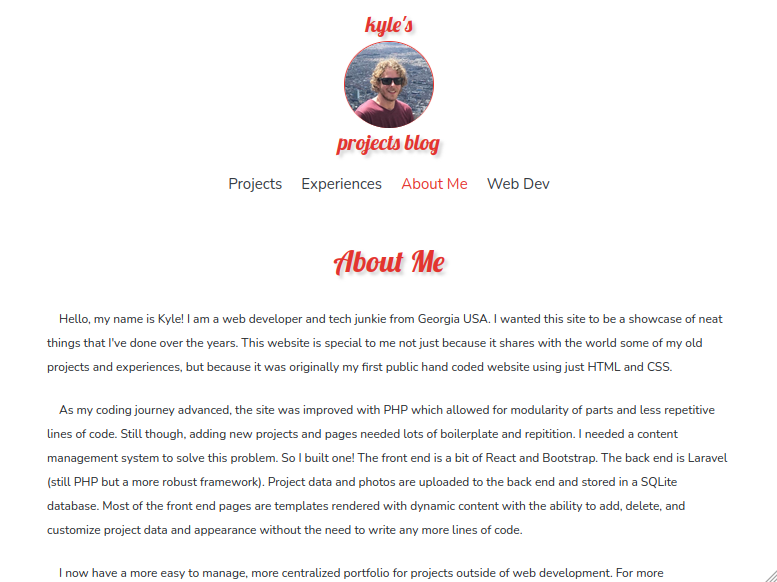 kyle's
projects blog
Projects Experiences About Me Web Dev
About Me
Hello, my name is Kyle! I am a web developer and tech junkie from Georgia USA. I wanted this site to be a showcase of neat
things that I've done over the years. This website is special to me not just because it shares with the world some of my old
projects and experiences, but because it was originally my first public hand coded website using just HTML and CSS.
As my coding journey advanced, the site was improved with PHP which allowed for modularity of parts and less repetitive
lines of code. Still though, adding new projects and pages needed lots of boilerplate and repitition. I needed a content
management system to solve this problem. So I built one! The front end is a bit of React and Bootstrap. The back end is Laravel
(still PHP but a more robust framework). Project data and photos are uploaded to the back end and stored in a SQLite
database. Most of the front end pages are templates rendered with dynamic content with the ability to add, delete, and
customize project data and appearance without the need to write any more lines of code.
I now have a more easy to manage, more centralized portfolio for projects outside of web development. For more